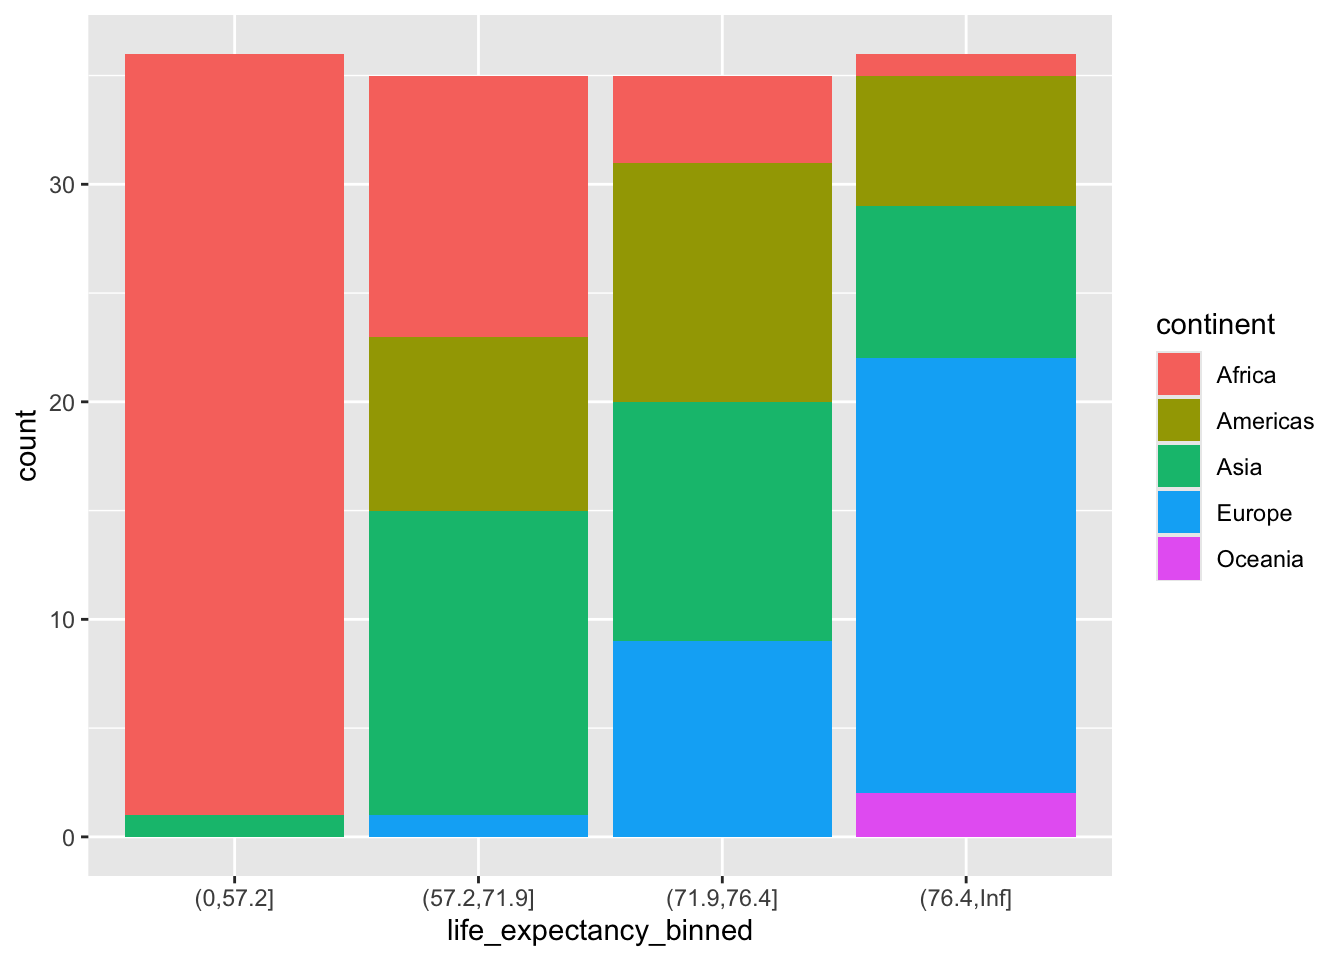 30
20
10
0
count
(0,57.2]
(57.2,71.9]
(71.9,76.4]
(76.4,Inf]
life_expectancy_binned
continent
Africa
Americas
Asia
Europe
Oceania